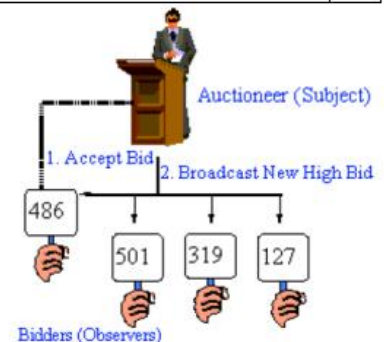 Auctioneer (Subject)
1. Accept Bid
2. Broadcast New High Bid
486
501
319
127
Bidders (Observers)